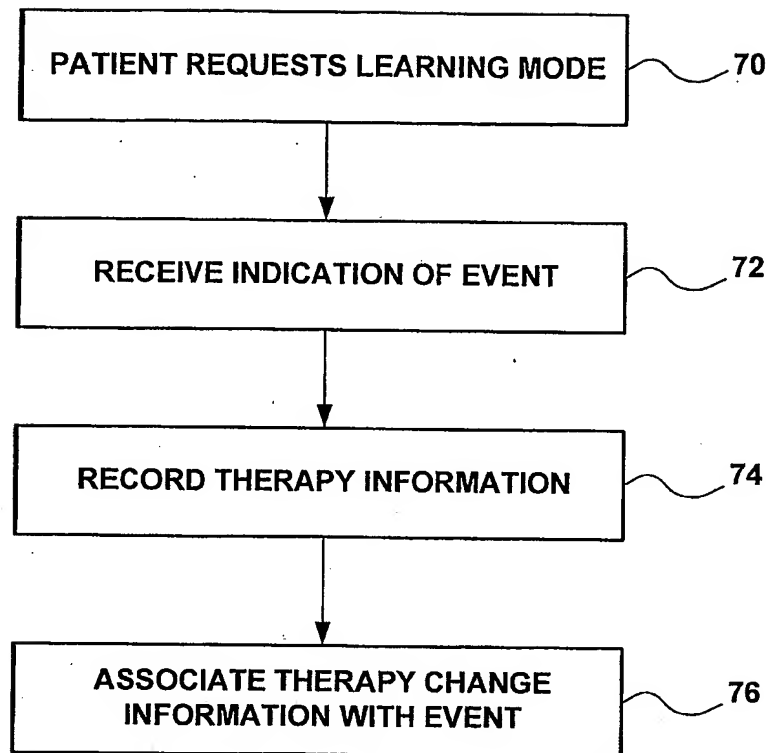 PATIENT REQUESTS LEARNING MODE
70
RECEIVE INDICATION OF EVENT
72
RECORD THERAPY INFORMATION
74
ASSOCIATE THERAPY CHANGE
INFORMATION WITH EVENT
76